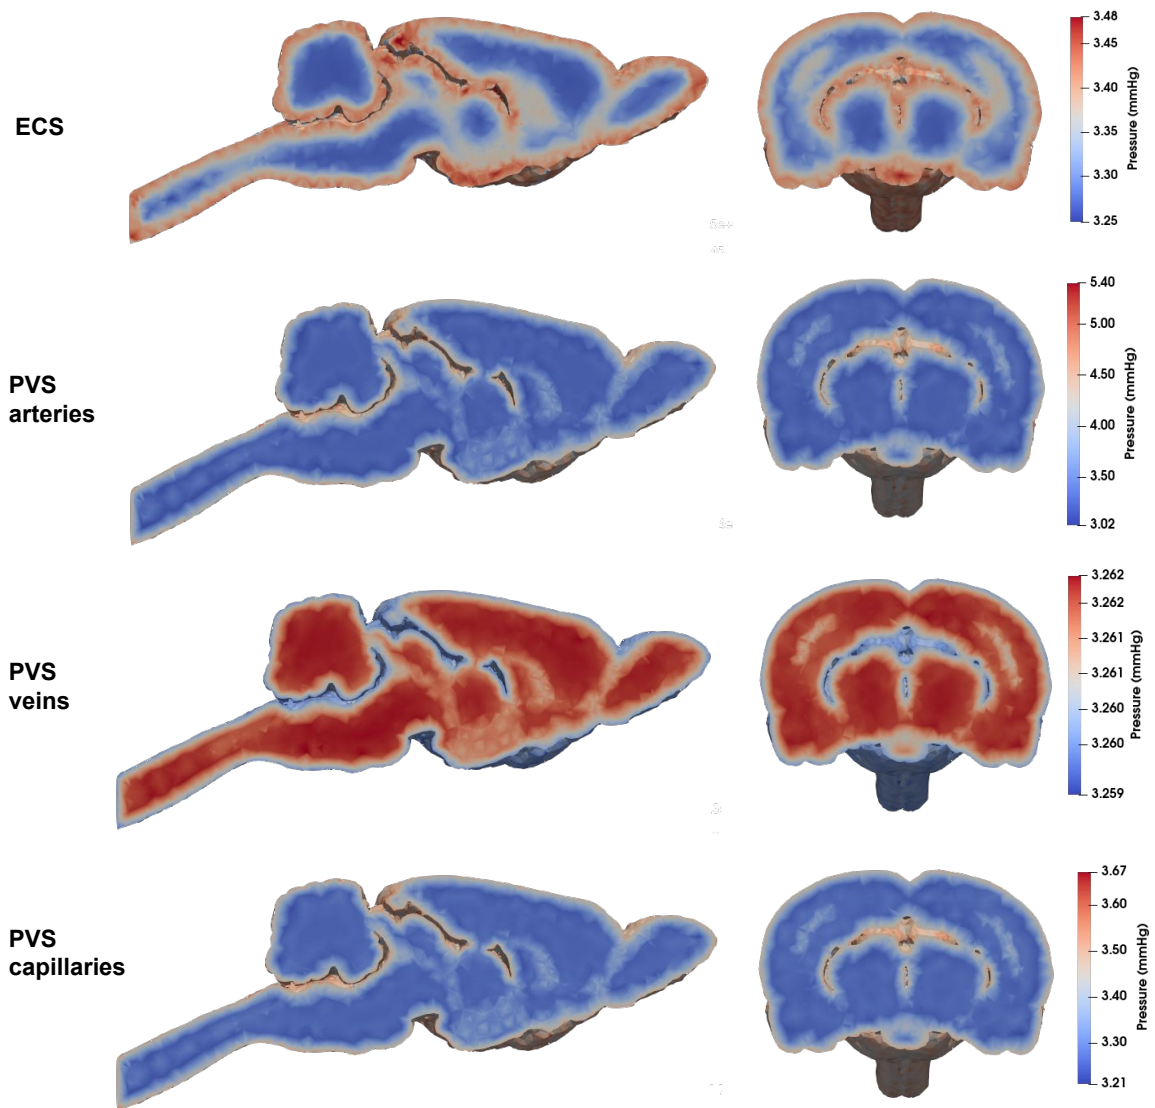 ECS
3.48
3.45
3.40
3.35
3.30
3.25
Pressure (mmHg)
PVS
arteries
5.40
5.00
4.50
4.00
3.50
3.02
Pressure (mmHg)
PVS
veins
3.262
3.262
3.261
3.261
3.260
3.260
3.259
Pressure (mmHg)
PVS
capillaries
3.67
3.60
3.50
3.40
3.30
3.21
Pressure (mmHg)